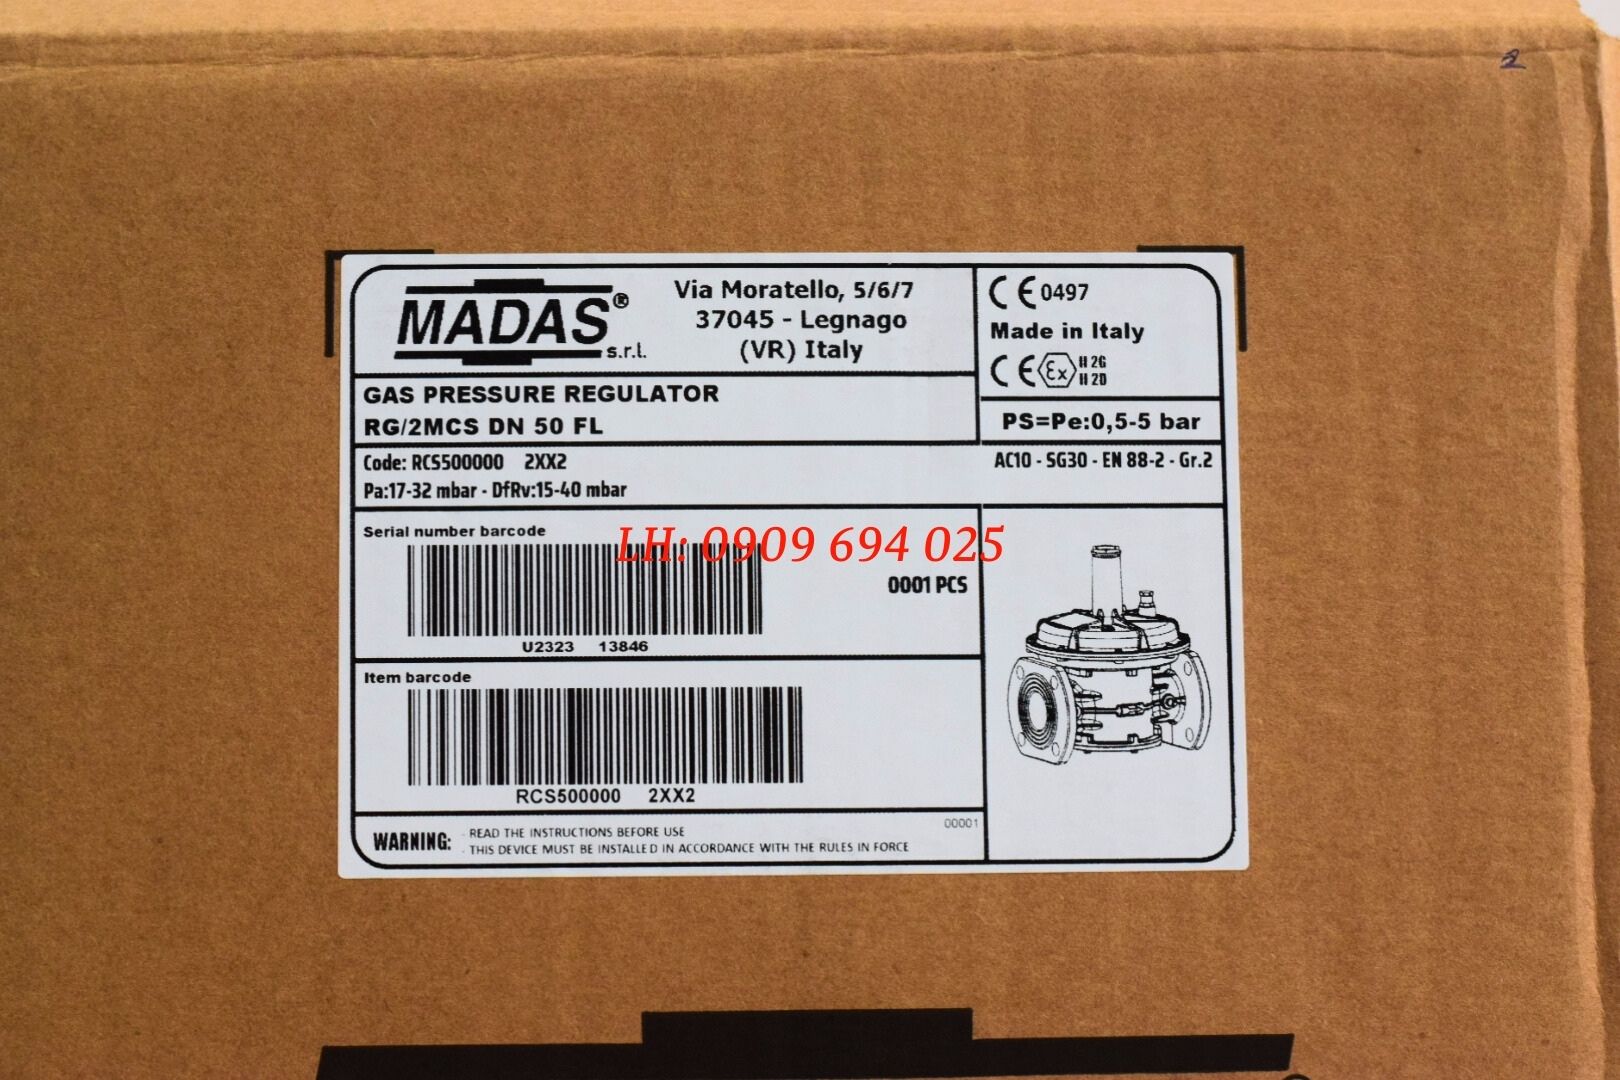 MADAS®
s.r.l.
Via Moratello, 5/6/7
37045 - Legnago
(VR) Italy
CE 0497
Made in Italy
CE Ex II 2G
II 2D
GAS PRESSURE REGULATOR
RG/2MCS DN 50 FL
PS=Pe:0,5-5 bar
Code: RCS500000 2XX2
AC10 - SG30 - EN 88-2 - Gr.2
Pa:17-32 mbar - DfRv:15-40 mbar
Serial number barcode
LH: 0909 694 025
0001 PCS
U2323 13846
Item barcode
RCS500000 2XX2
WARNING:
- READ THE INSTRUCTIONS BEFORE USE
- THIS DEVICE MUST BE INSTALLED IN ACCORDANCE WITH THE RULES IN FORCE
00001
2